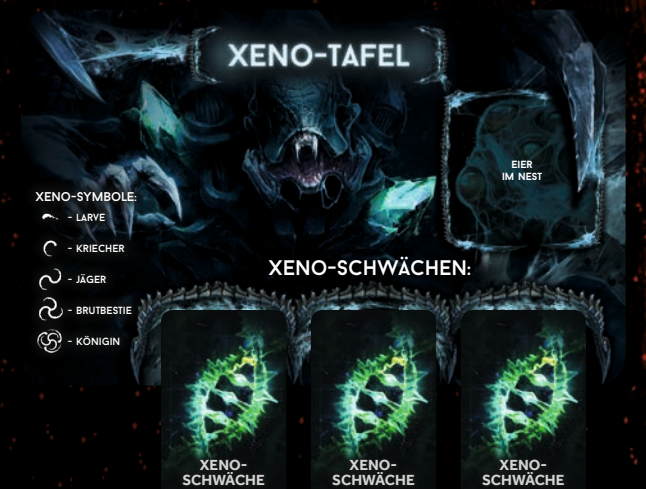 XENO-TAFEL
EIER
IM NEST
XENO-SYMBOLE:
- LARVE
- KRIECHER
- JÄGER
- BRUTBESTIE
- KÖNIGIN
XENO-SCHWÄCHEN:
XENO-
SCHWÄCHE
XENO-
SCHWÄCHE
XENO-
SCHWÄCHE